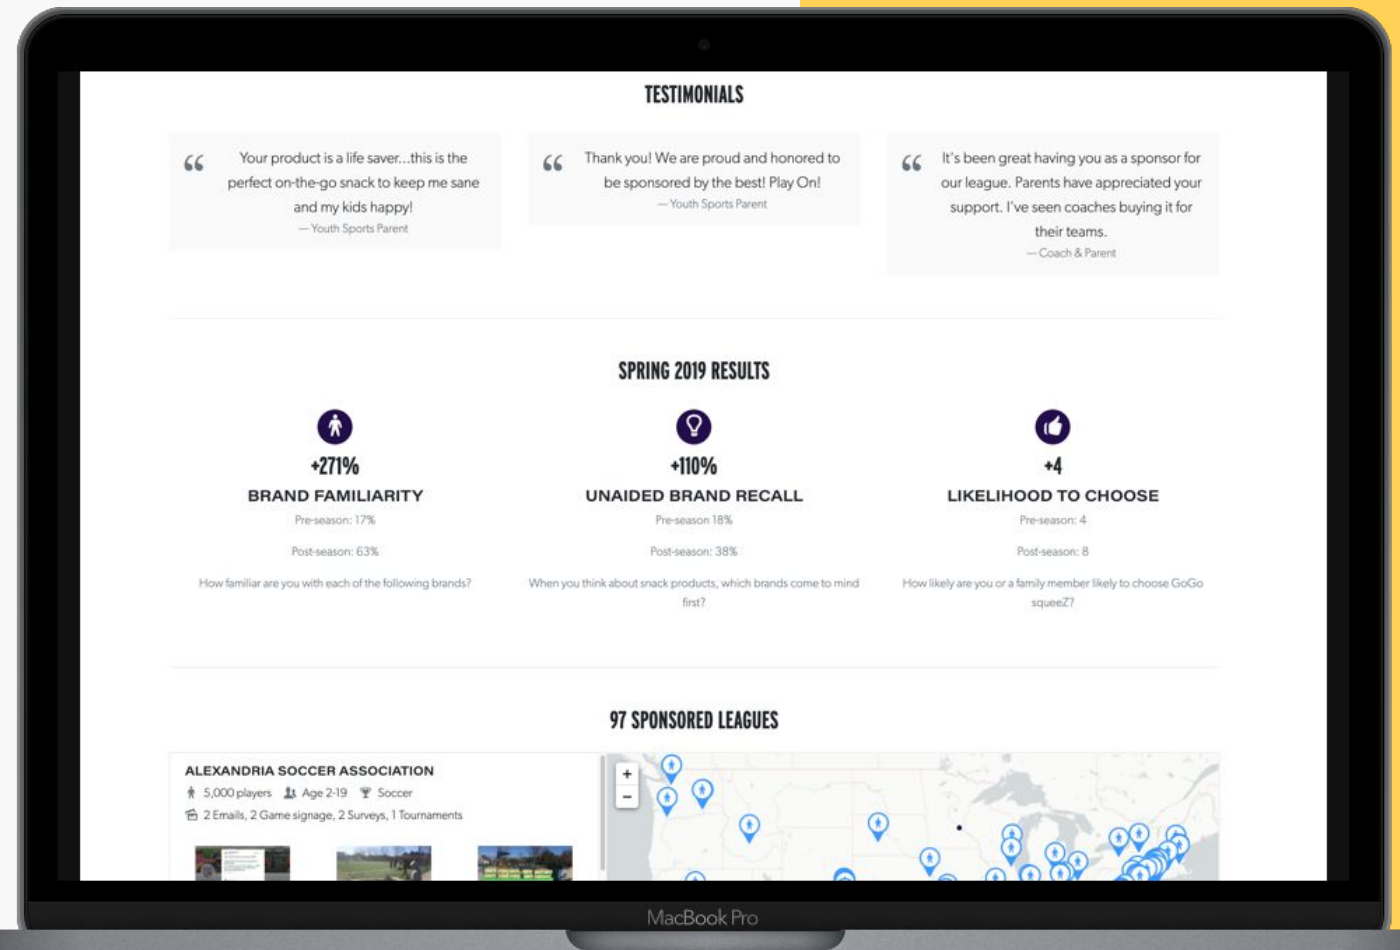 TESTIMONIALS
“
Your product is a life saver...this is the
perfect on-the-go snack to keep me sane
and my kids happy!
— Youth Sports Parent
“
Thank you! We are proud and honored to
be sponsored by the best! Play On!
— Youth Sports Parent
“
It's been great having you as a sponsor for
our league. Parents have appreciated your
support. I've seen coaches buying it for
their teams.
— Coach & Parent
SPRING 2019 RESULTS
+271%
BRAND FAMILIARITY
Pre-season: 17%
Post-season: 63%
How familiar are you with each of the following brands?
+110%
UNAIDED BRAND RECALL
Pre-season 18%
Post-season: 38%
When you think about snack products, which brands come to mind
first?
+4
LIKELIHOOD TO CHOOSE
Pre-season: 4
Post-season: 8
How likely are you or a family member likely to choose GoGo
squeeZ?
97 SPONSORED LEAGUES
ALEXANDRIA SOCCER ASSOCIATION
5,000 players Age 2-19 Soccer
2 Emails, 2 Game signage, 2 Surveys, 1 Tournaments
+
−
MacBook Pro